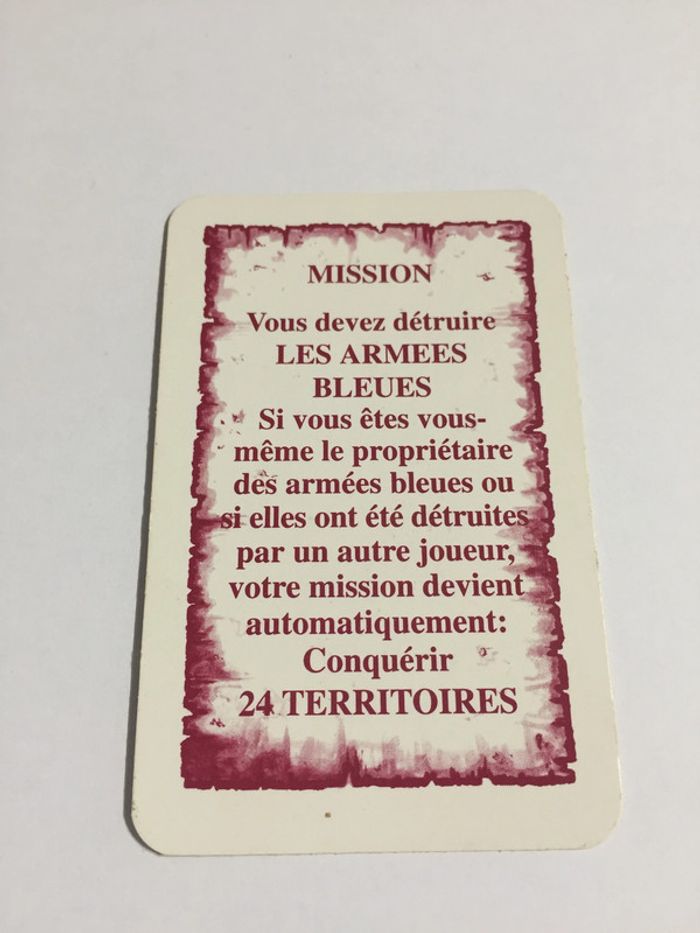 MISSION
Vous devez détruire
LES ARMEES
BLEUES
Si vous êtes vous-
même le propriétaire
des armées bleues ou
si elles ont été détruites
par un autre joueur,
votre mission devient
automatiquement:
Conquérir
24 TERRITOIRES